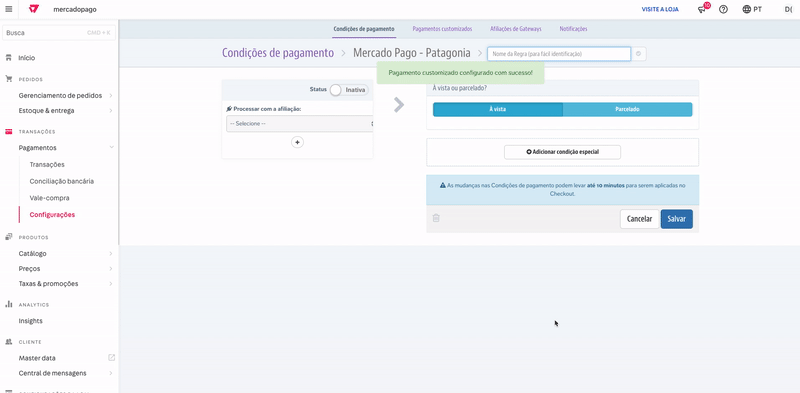 mercadopago
VISITE A LOJA
10
PT
D(
Busca
CMD + K
Início
PEDIDOS
Gerenciamento de pedidos
Estoque & entrega
TRANSAÇÕES
Pagamentos
Transações
Conciliação bancária
Vale-compra
Configurações
PRODUTOS
Catálogo
Preços
Taxas & promoções
ANALYTICS
Insights
CLIENTE
Master data
Central de mensagens
Condições de pagamento
Pagamentos customizados
Afiliações de Gateways
Notificações
Condições de pagamento
Mercado Pago - Patagonia
Nome da Regra (para fácil identificação)
Pagamento customizado configurado com sucesso!
Status
Inativa
Processar com a afiliação:
-- Selecione --
À vista ou parcelado?
À vista
Parcelado
Adicionar condição especial
As mudanças nas Condições de pagamento podem levar até 10 minutos para serem aplicadas no
Checkout.
Cancelar
Salvar